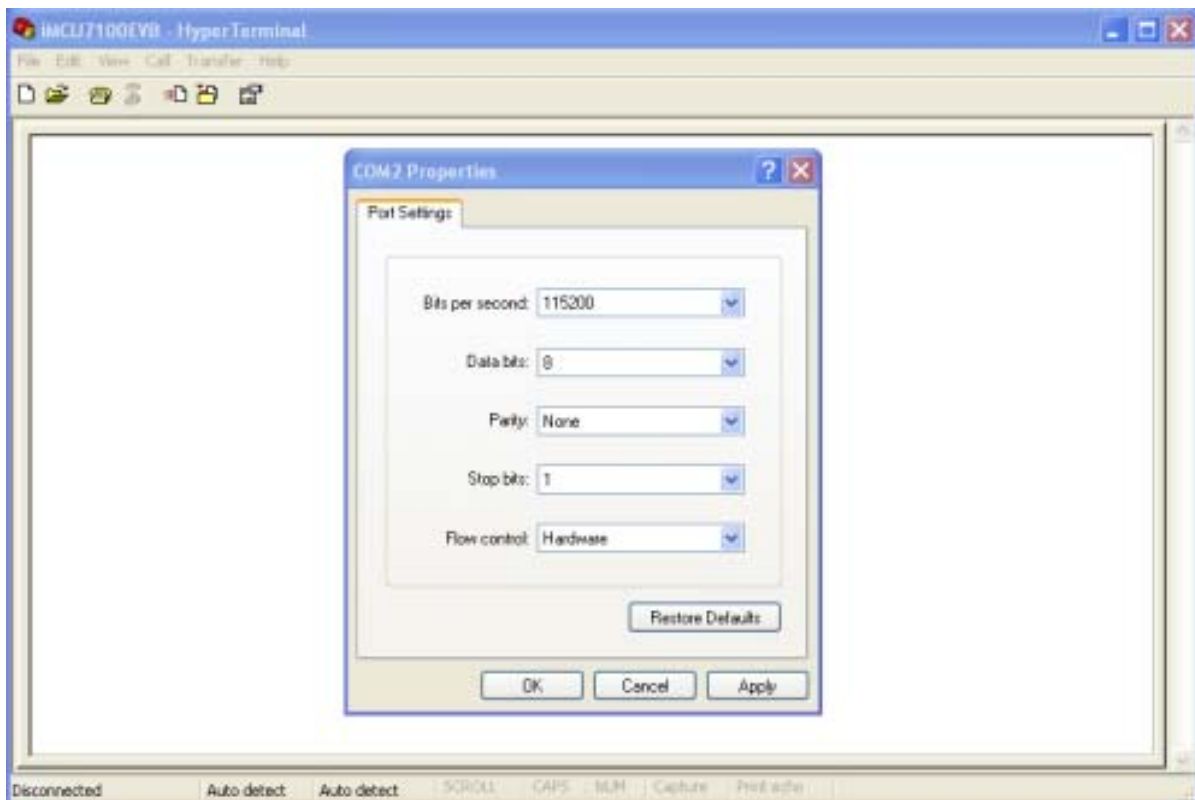 iMCU7100EVB - HyperTerminal
File Edit View Call Transfer Help
COM2 Properties
Port Settings
Bits per second: 115200
Data bits: 8
Parity: None
Stop bits: 1
Flow control: Hardware
Restore Defaults
OK Cancel Apply
Disconnected Auto detect Auto detect SCROLL CAPS NUM Capture Print echo